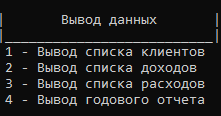 Вывод данных
1 - Вывод списка клиентов
2 - Вывод списка доходов
3 - Вывод списка расходов
4 - Вывод годового отчета